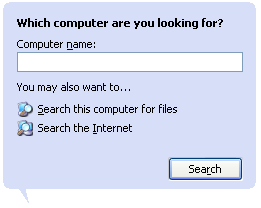 Which computer are you looking for?
Computer name:
You may also want to...
Search this computer for files
Search the Internet
Search